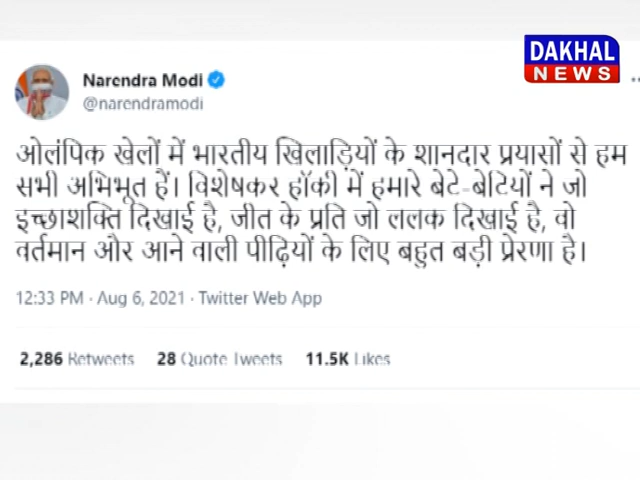 DAKHAL
NEWS
Narendra Modi
@narendramodi
ओलंपिक खेलों में भारतीय खिलाड़ियों के शानदार प्रयासों से हम
सभी अभिभूत हैं। विशेषकर हॉकी में हमारे बेटे-बेटियों ने जो
इच्छाशक्ति दिखाई है, जीत के प्रति जो ललक दिखाई है, वो
वर्तमान और आने वाली पीढ़ियों के लिए बहुत बड़ी प्रेरणा है।
12:33 PM · Aug 6, 2021 · Twitter Web App
2,286 Retweets 28 Quote Tweets 11.5K Likes